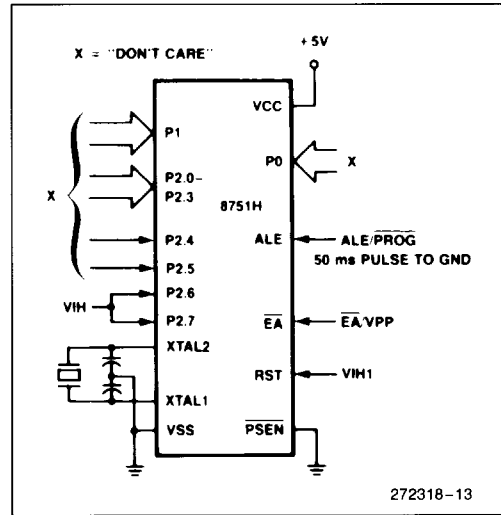 X = "DON'T CARE"
+5V
VCC
P1
P0
X
P2.0–
P2.3
X
8751H
P2.4
ALE
ALE/PROG
50 ms PULSE TO GND
P2.5
P2.6
VIH
P2.7
EA
EA/VPP
XTAL2
RST
VIH1
XTAL1
VSS
PSEN
272318–13